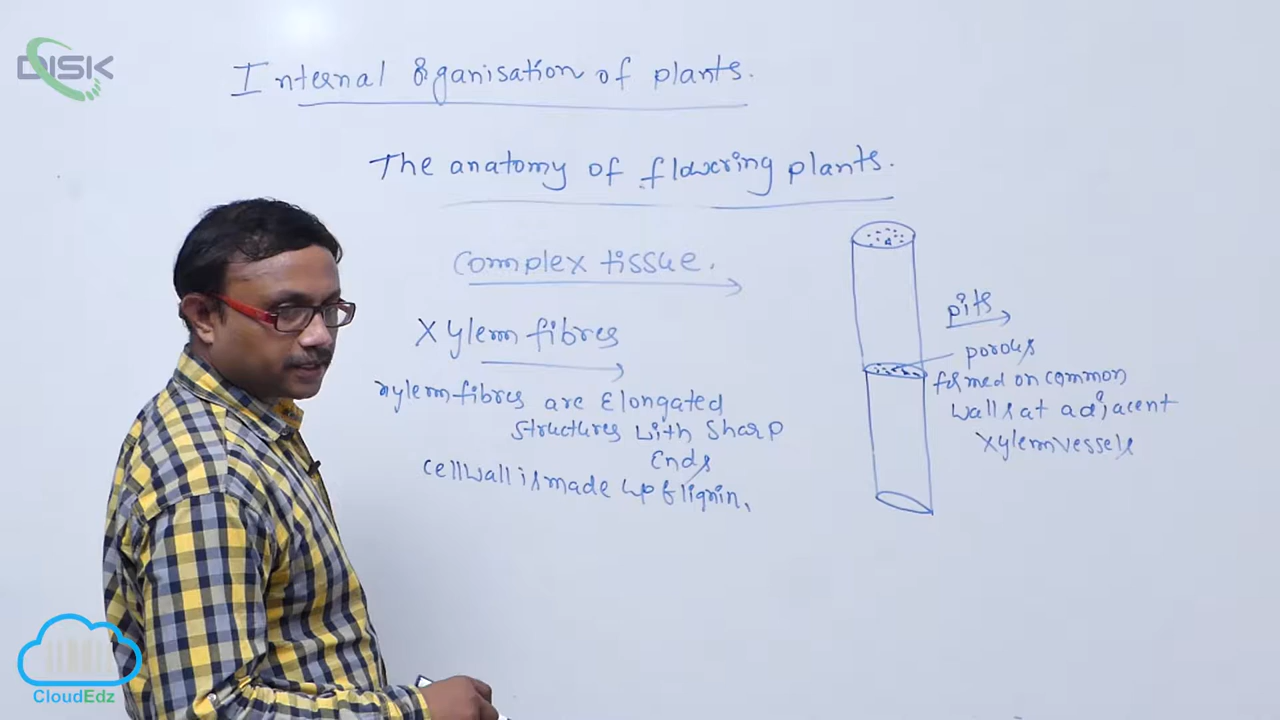 DISK
Internal organisation of plants.
The anatomy of flowering plants.
Complex tissue.
Xylem fibres
xylem fibres are Elongated
structures with sharp
Ends
cell wall is made up of lignin.
pits
porous
formed on common
walls at adjacent
xylem vessels
CloudEdz